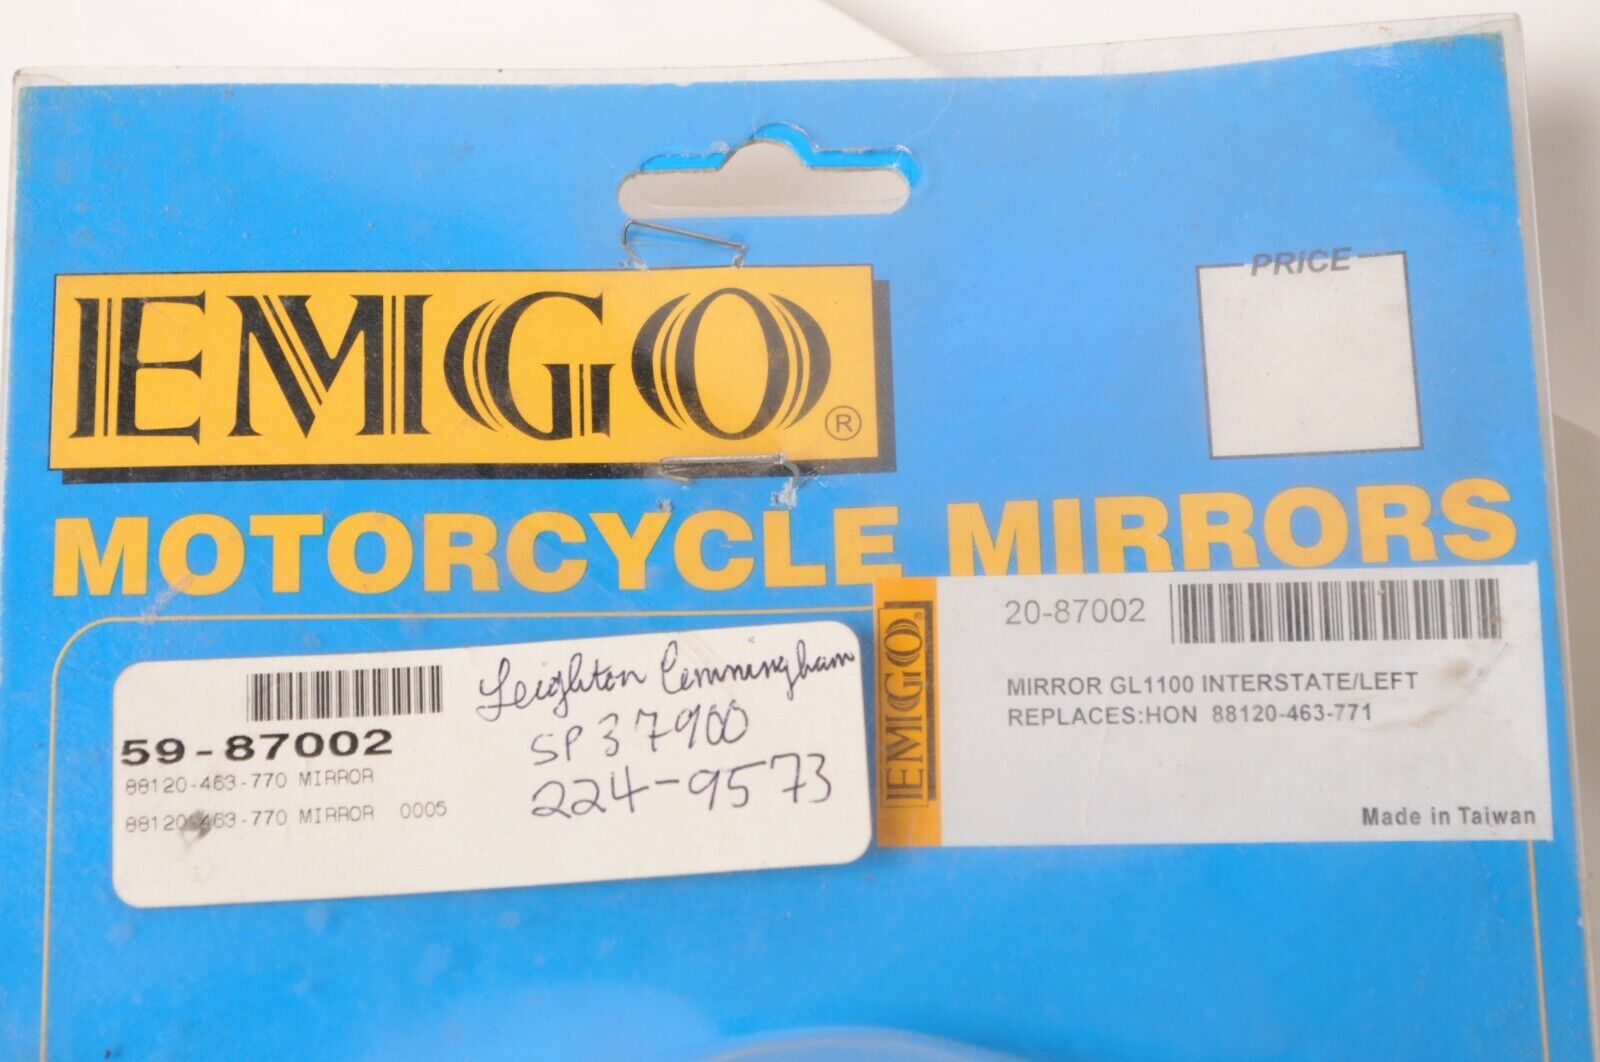 EMGO®
PRICE
MOTORCYCLE MIRRORS
59-87002
88120-463-770 MIRROR
88120-463-770 MIRROR 0005
Leighton Cunningham
SP 37900
224-9573
EMGO®
20-87002
MIRROR GL1100 INTERSTATE/LEFT
REPLACES:HON 88120-463-771
Made in Taiwan